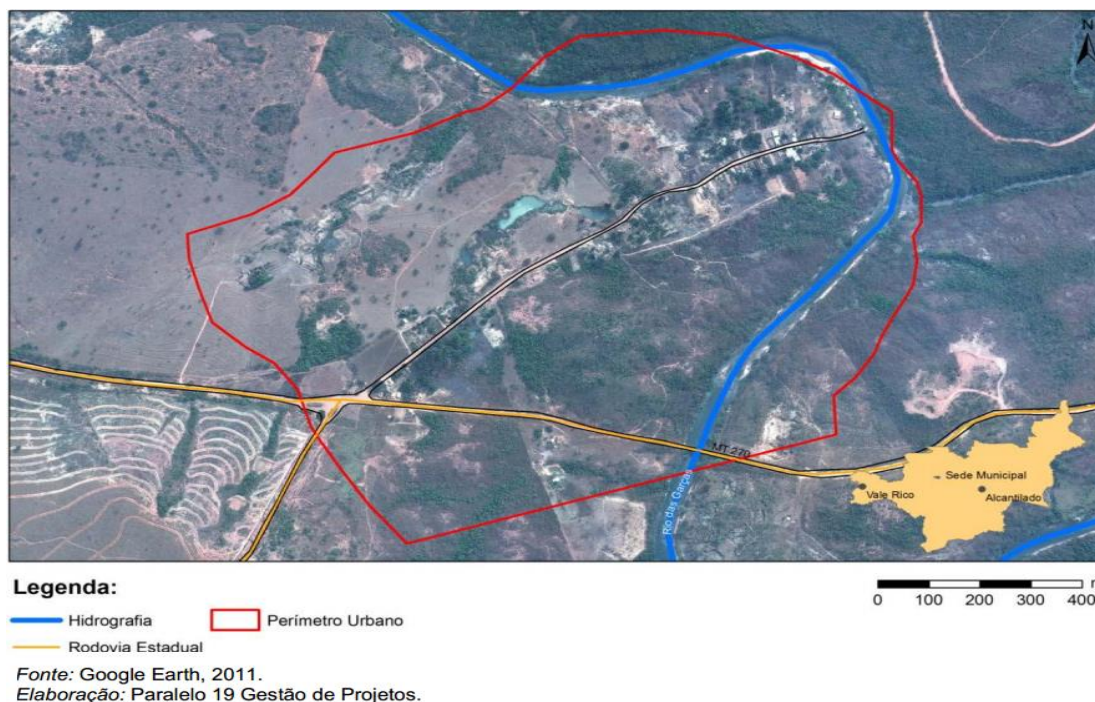 N
MT 270
Rio das Garças
Sede Municipal
Vale Rico
Alcantilado
Legenda:
Hidrografia
Perímetro Urbano
Rodovia Estadual
0 100 200 300 400
Fonte: Google Earth, 2011.
Elaboração: Paralelo 19 Gestão de Projetos.